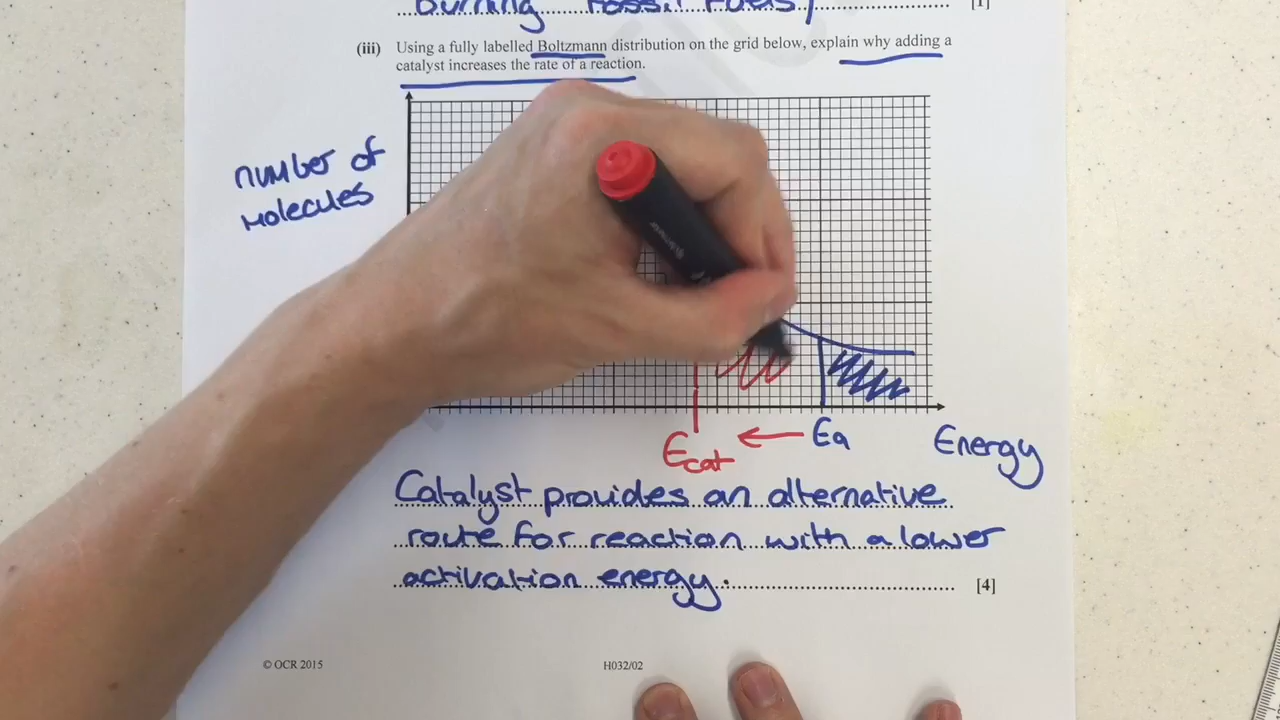 Burning Fossil Fuels/ [1]
(iii) Using a fully labelled Boltzmann distribution on the grid below, explain why adding a
catalyst increases the rate of a reaction.
number of
molecules
Ecat ← Ea Energy
Catalyst provides an alternative
route for reaction with a lower
activation energy. [4]
© OCR 2015 H032/02